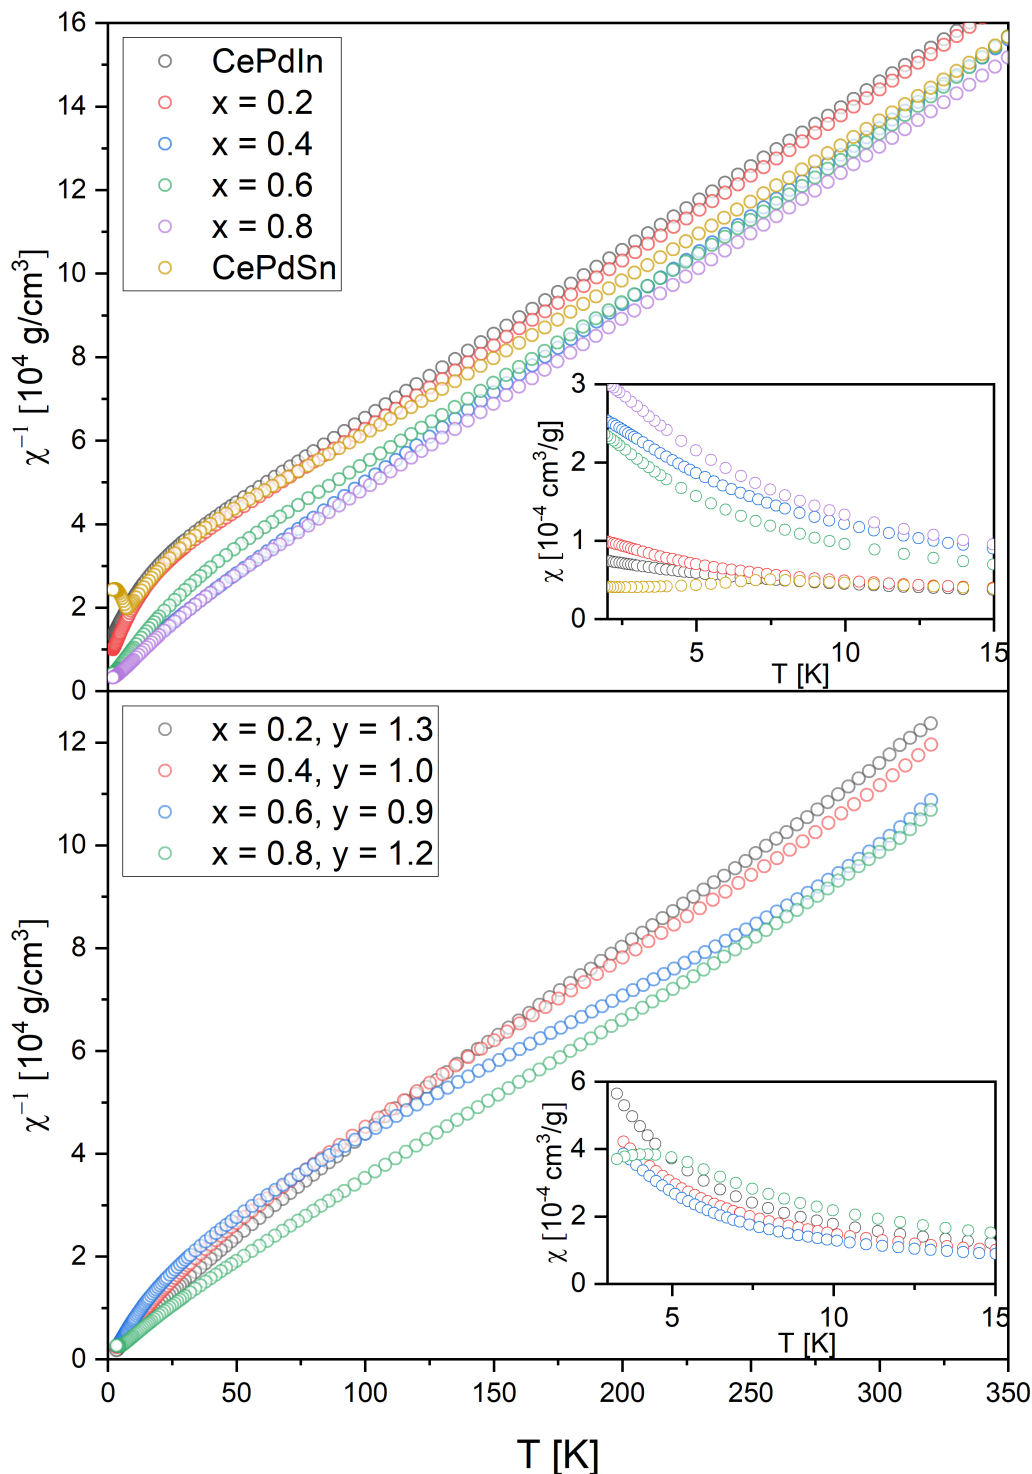 16
14
12
10
8
6
4
2
0
χ⁻¹ [10⁴ g/cm³]
CePdIn
x = 0.2
x = 0.4
x = 0.6
x = 0.8
CePdSn
3
2
1
0
χ [10⁻⁴ cm³/g]
5 10 15
T [K]
12
10
8
6
4
2
0
χ⁻¹ [10⁴ g/cm³]
x = 0.2, y = 1.3
x = 0.4, y = 1.0
x = 0.6, y = 0.9
x = 0.8, y = 1.2
6
4
2
0
χ [10⁻⁴ cm³/g]
5 10 15
T [K]
0 50 100 150 200 250 300 350
T [K]